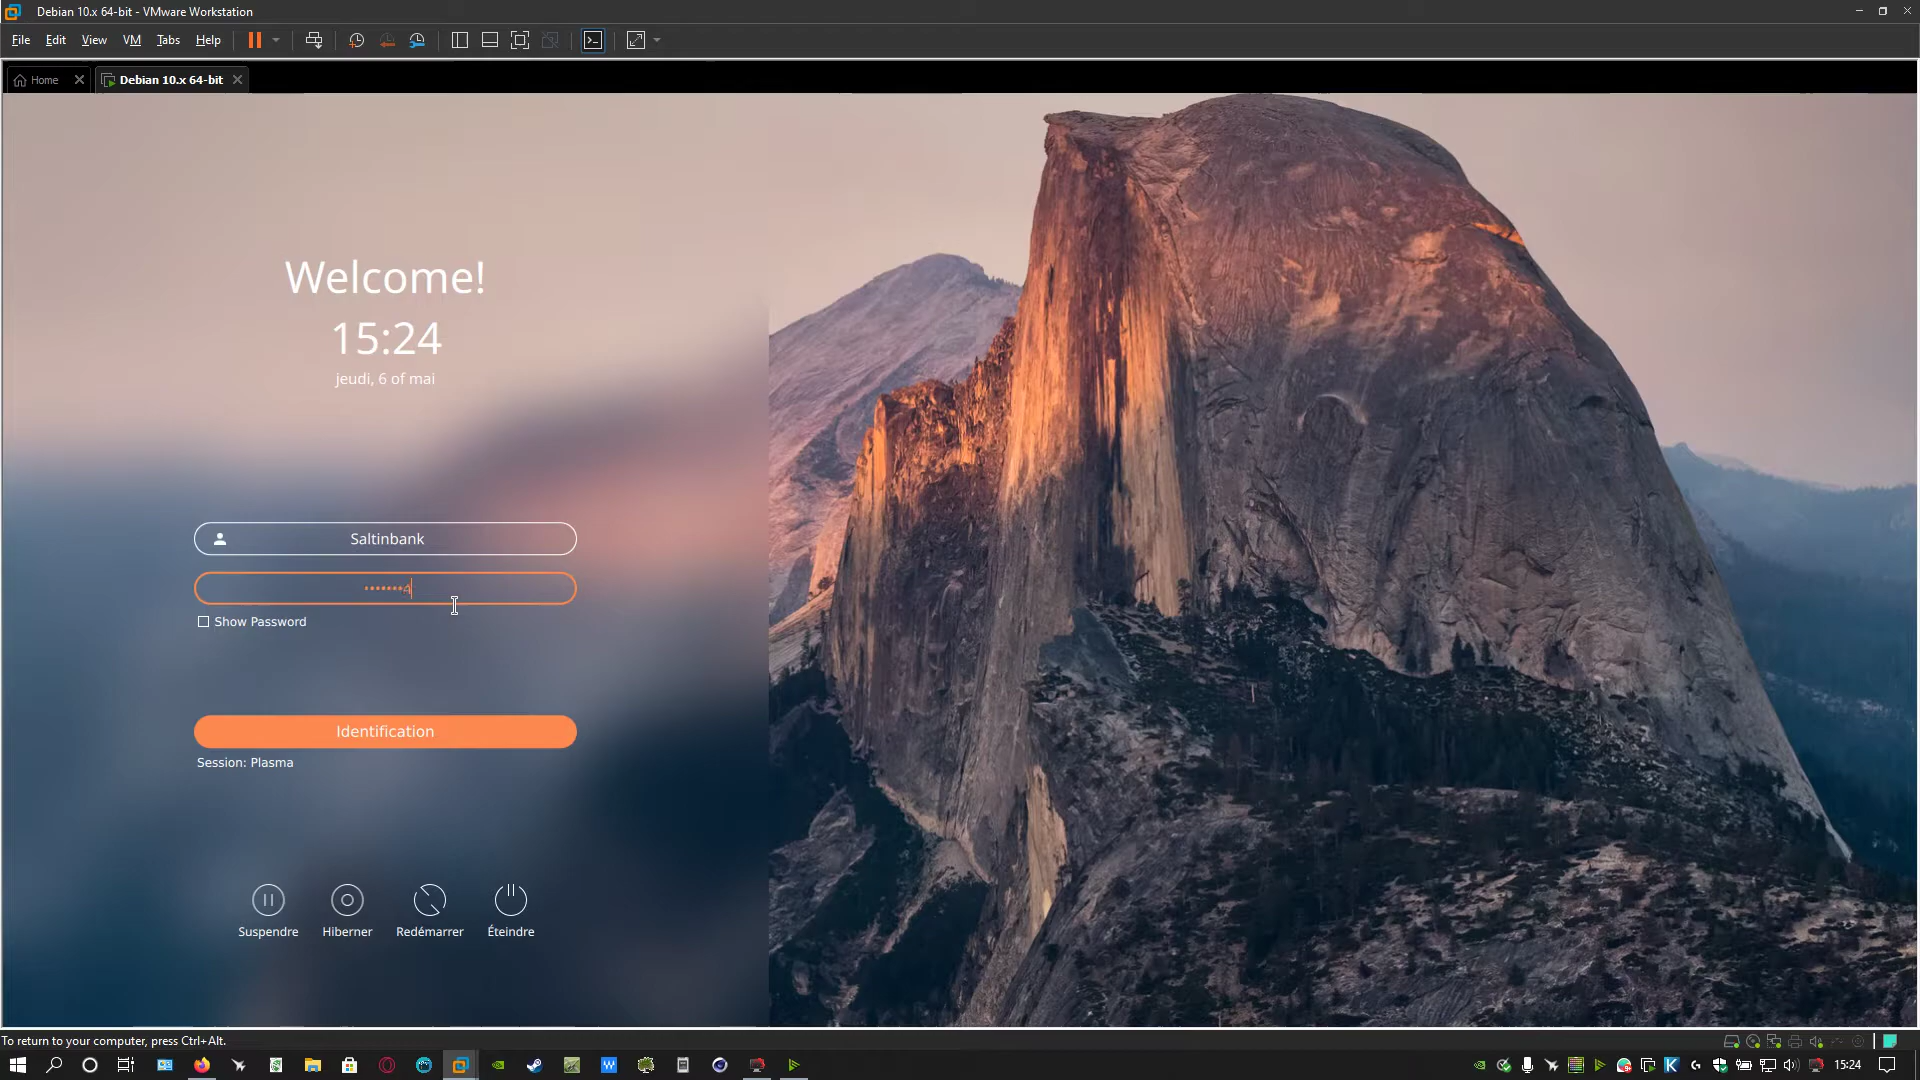 Debian 10.x 64-bit - VMware Workstation
File Edit View VM Tabs Help
Home Debian 10.x 64-bit
Welcome!
15:24
jeudi, 6 of mai
Saltinbank
Show Password
Identification
Session: Plasma
Suspendre Hiberner Redémarrer Éteindre
To return to your computer, press Ctrl+Alt.
15:24